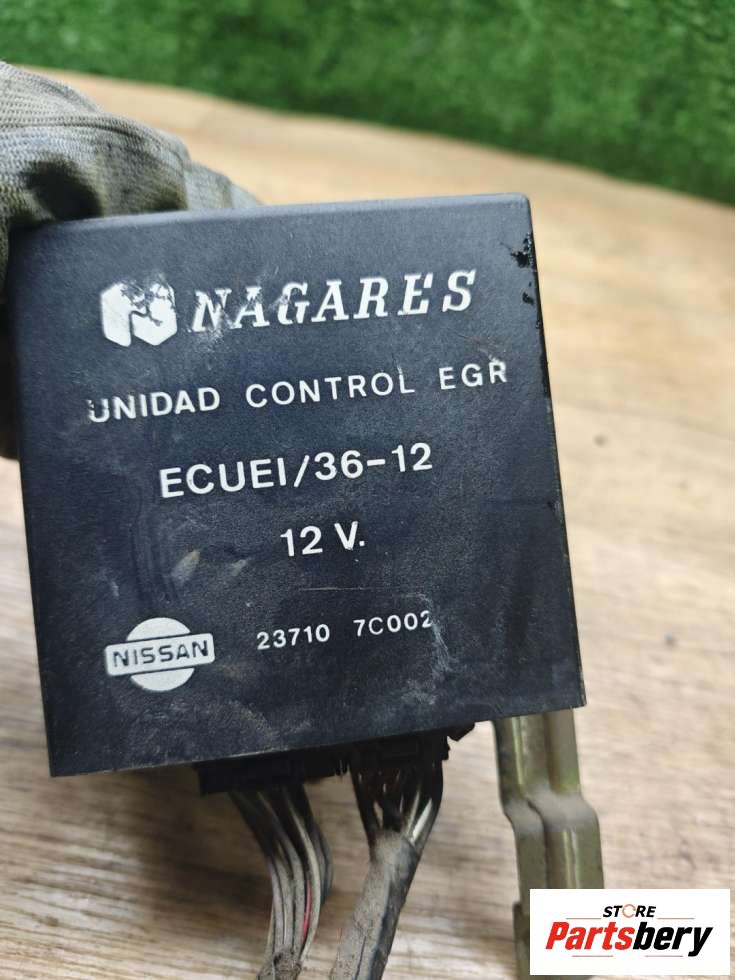 NAGARES
UNIDAD CONTROL EGR
ECUEI/36-12
12 V.
NISSAN
23710 7C002
STORE
Partsbery